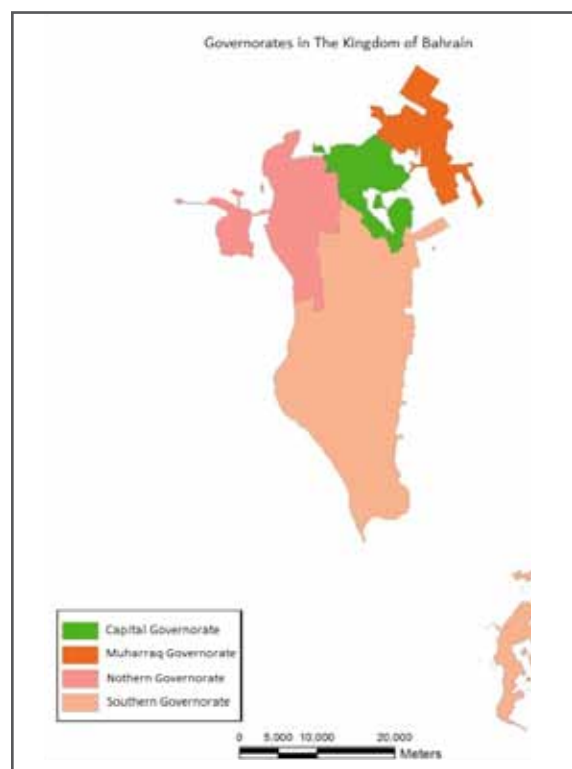 Governorates in The Kingdom of Bahrain
Capital Governorate
Muharraq Governorate
Nothern Governorate
Southern Governorate
0 5,000 10,000 20,000
Meters